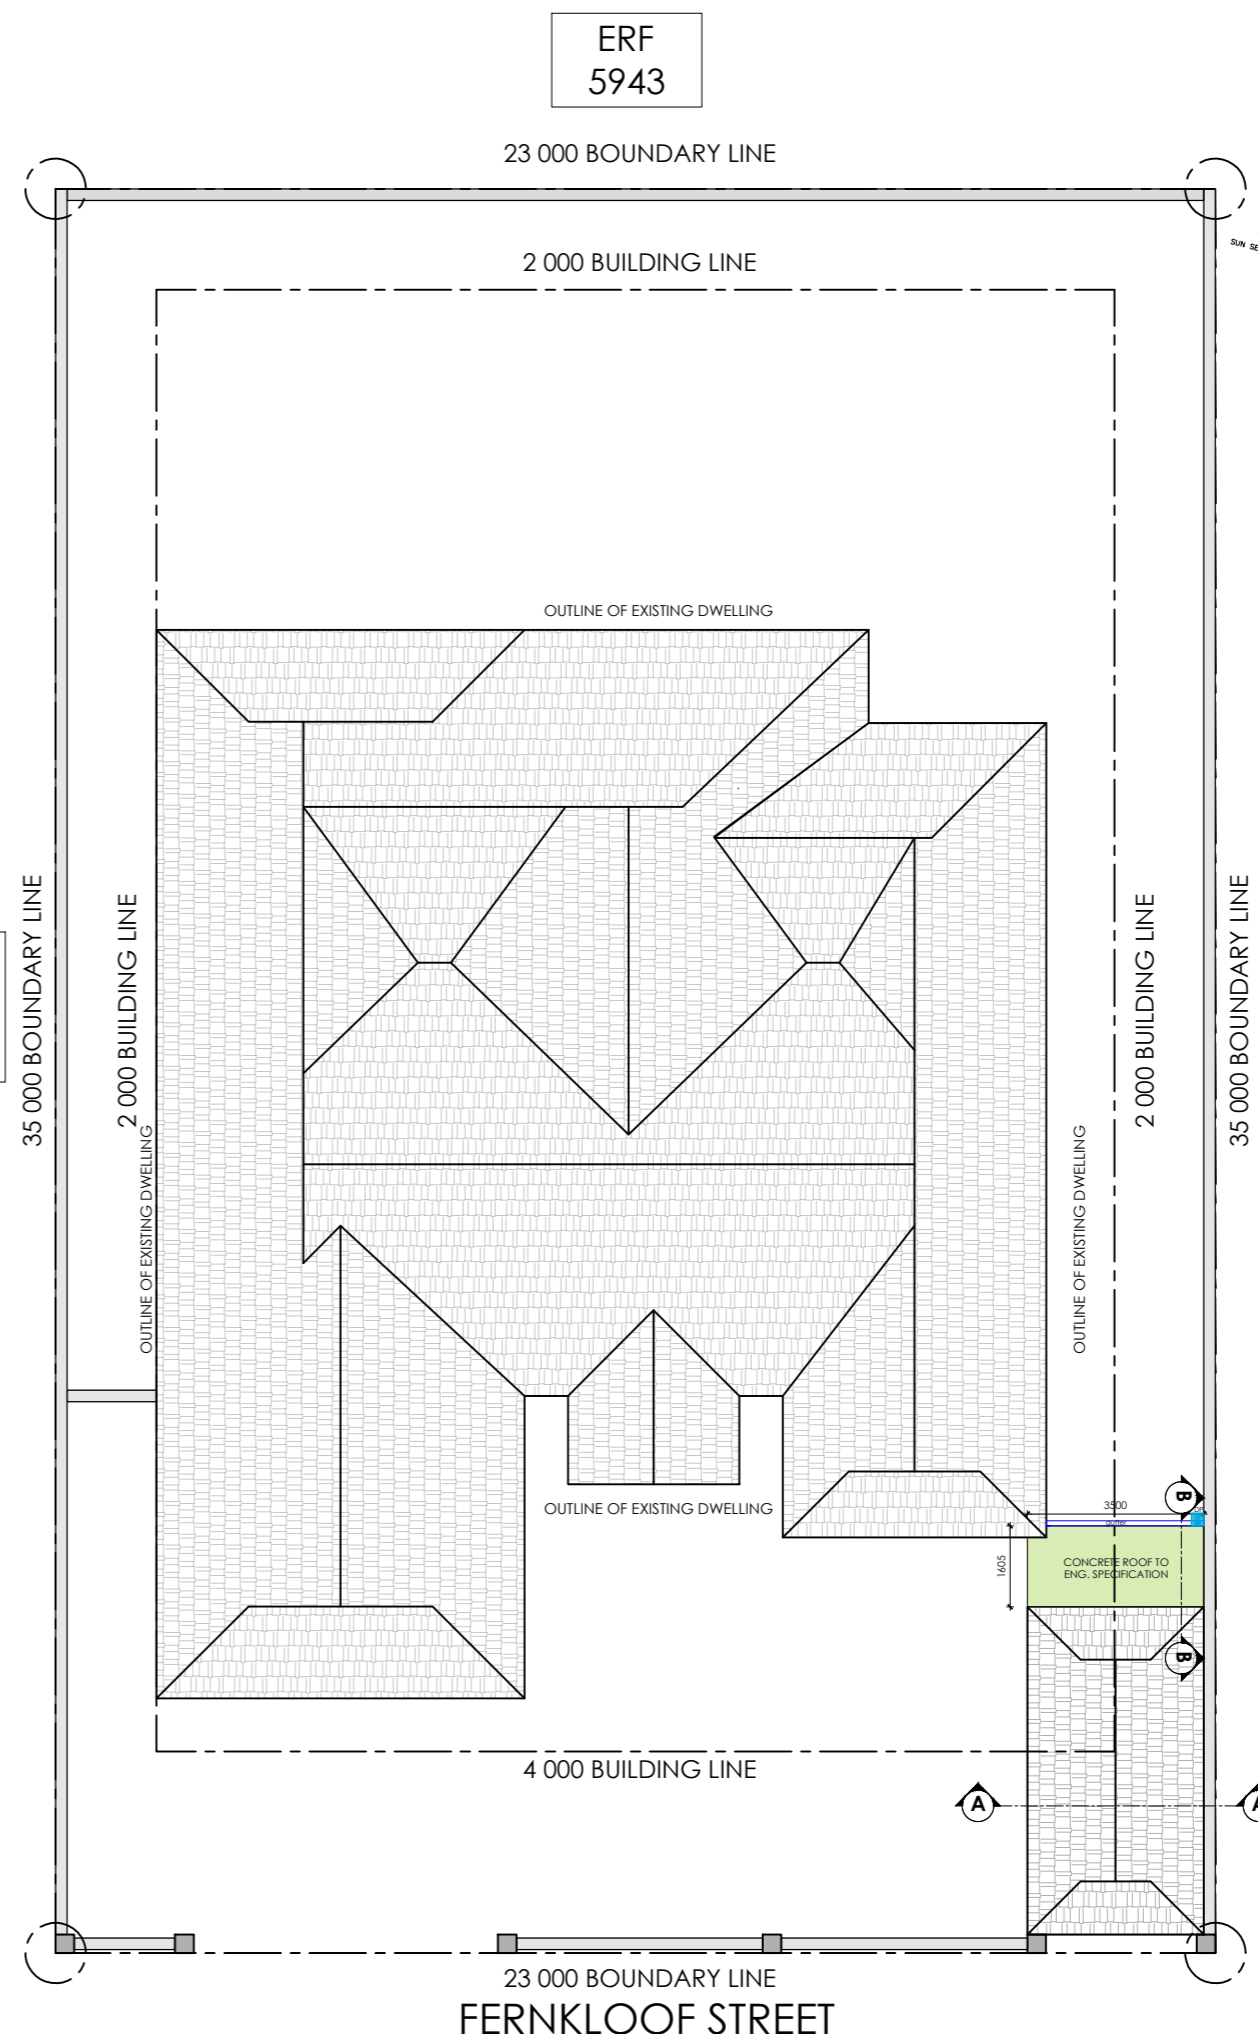 ERF
5943
23 000 BOUNDARY LINE
2 000 BUILDING LINE
OUTLINE OF EXISTING DWELLING
35 000 BOUNDARY LINE
2 000 BUILDING LINE
OUTLINE OF EXISTING DWELLING
OUTLINE OF EXISTING DWELLING
2 000 BUILDING LINE
35 000 BOUNDARY LINE
OUTLINE OF EXISTING DWELLING
3500
B
gutter
1605
CONCRETE ROOF TO
ENG. SPECIFICATION
B
4 000 BUILDING LINE
A
A
23 000 BOUNDARY LINE
FERNKLOOF STREET